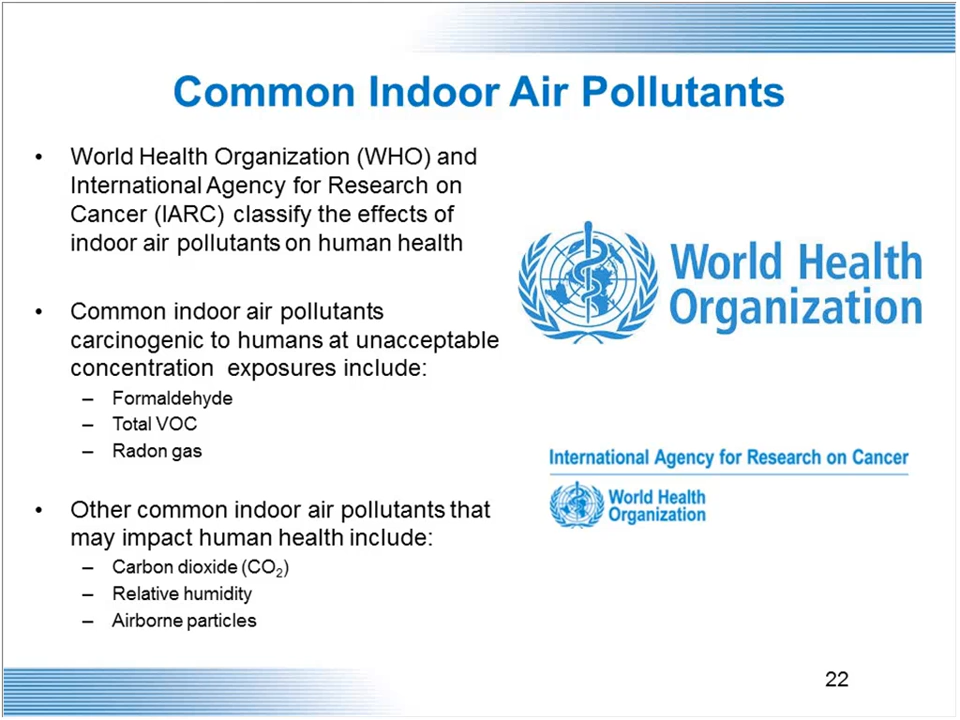 Common Indoor Air Pollutants
• World Health Organization (WHO) and
International Agency for Research on
Cancer (IARC) classify the effects of
indoor air pollutants on human health
• Common indoor air pollutants
carcinogenic to humans at unacceptable
concentration exposures include:
– Formaldehyde
– Total VOC
– Radon gas
• Other common indoor air pollutants that
may impact human health include:
– Carbon dioxide (CO₂)
– Relative humidity
– Airborne particles
World Health
Organization
International Agency for Research on Cancer
World Health
Organization
22